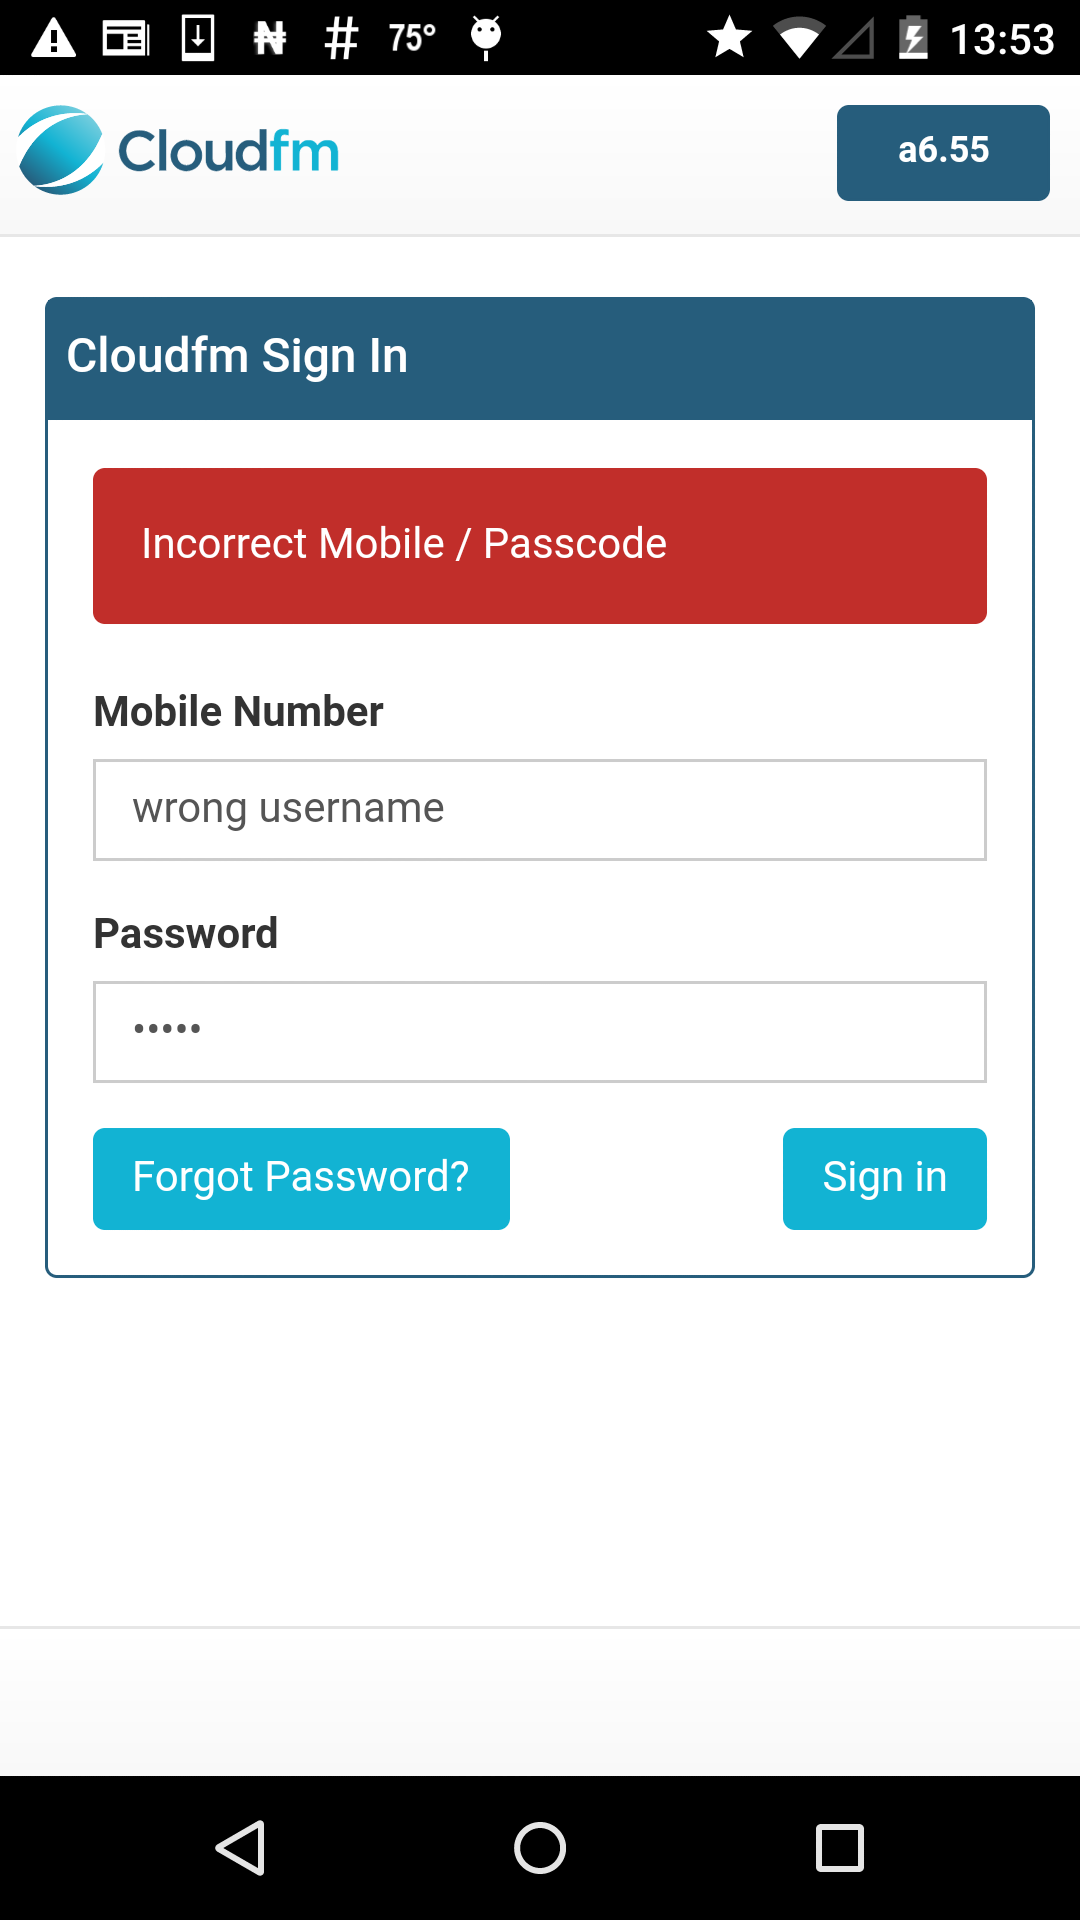 75° 13:53
Cloudfm a6.55
Cloudfm Sign In
Incorrect Mobile / Passcode
Mobile Number
wrong username
Password
•••••
Forgot Password? Sign in